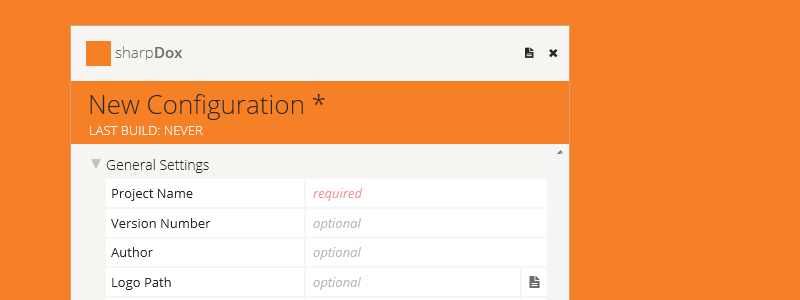 sharpDox
New Configuration *
LAST BUILD: NEVER
General Settings
Project Name required
Version Number optional
Author optional
Logo Path optional